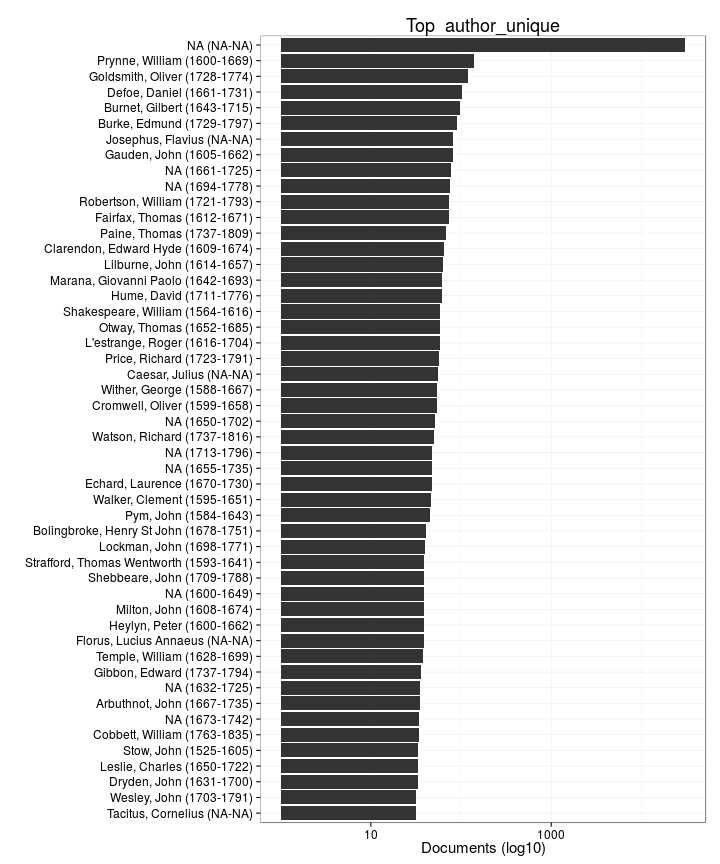 Top author_unique
NA (NA-NA)
Prynne, William (1600-1669)
Goldsmith, Oliver (1728-1774)
Defoe, Daniel (1661-1731)
Burnet, Gilbert (1643-1715)
Burke, Edmund (1729-1797)
Josephus, Flavius (NA-NA)
Gauden, John (1605-1662)
NA (1661-1725)
NA (1694-1778)
Robertson, William (1721-1793)
Fairfax, Thomas (1612-1671)
Paine, Thomas (1737-1809)
Clarendon, Edward Hyde (1609-1674)
Lilburne, John (1614-1657)
Marana, Giovanni Paolo (1642-1693)
Hume, David (1711-1776)
Shakespeare, William (1564-1616)
Otway, Thomas (1652-1685)
L'estrange, Roger (1616-1704)
Price, Richard (1723-1791)
Caesar, Julius (NA-NA)
Wither, George (1588-1667)
Cromwell, Oliver (1599-1658)
NA (1650-1702)
Watson, Richard (1737-1816)
NA (1713-1796)
NA (1655-1735)
Echard, Laurence (1670-1730)
Walker, Clement (1595-1651)
Pym, John (1584-1643)
Bolingbroke, Henry St John (1678-1751)
Lockman, John (1698-1771)
Strafford, Thomas Wentworth (1593-1641)
Shebbeare, John (1709-1788)
NA (1600-1649)
Milton, John (1608-1674)
Heylyn, Peter (1600-1662)
Florus, Lucius Annaeus (NA-NA)
Temple, William (1628-1699)
Gibbon, Edward (1737-1794)
NA (1632-1725)
Arbuthnot, John (1667-1735)
NA (1673-1742)
Cobbett, William (1763-1835)
Stow, John (1525-1605)
Leslie, Charles (1650-1722)
Dryden, John (1631-1700)
Wesley, John (1703-1791)
Tacitus, Cornelius (NA-NA)
10 1000
Documents (log10)